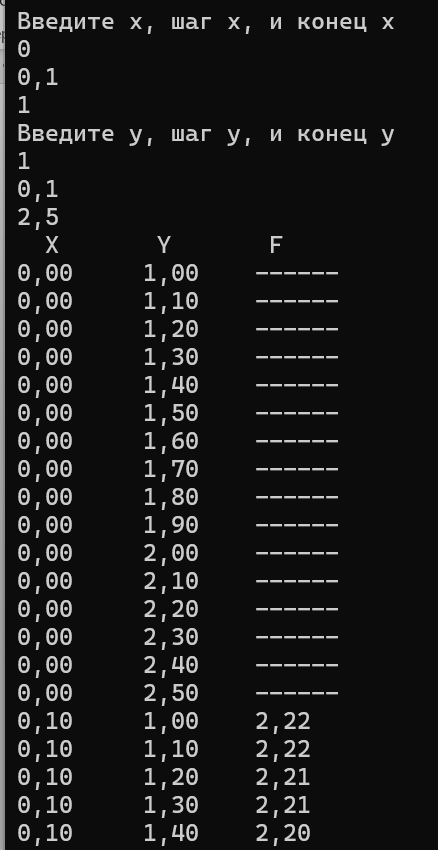 Введите x, шаг x, и конец x
0
0,1
1
Введите y, шаг y, и конец y
1
0,1
2,5
X Y F
0,00 1,00 ------
0,00 1,10 ------
0,00 1,20 ------
0,00 1,30 ------
0,00 1,40 ------
0,00 1,50 ------
0,00 1,60 ------
0,00 1,70 ------
0,00 1,80 ------
0,00 1,90 ------
0,00 2,00 ------
0,00 2,10 ------
0,00 2,20 ------
0,00 2,30 ------
0,00 2,40 ------
0,00 2,50 ------
0,10 1,00 2,22
0,10 1,10 2,22
0,10 1,20 2,21
0,10 1,30 2,21
0,10 1,40 2,20